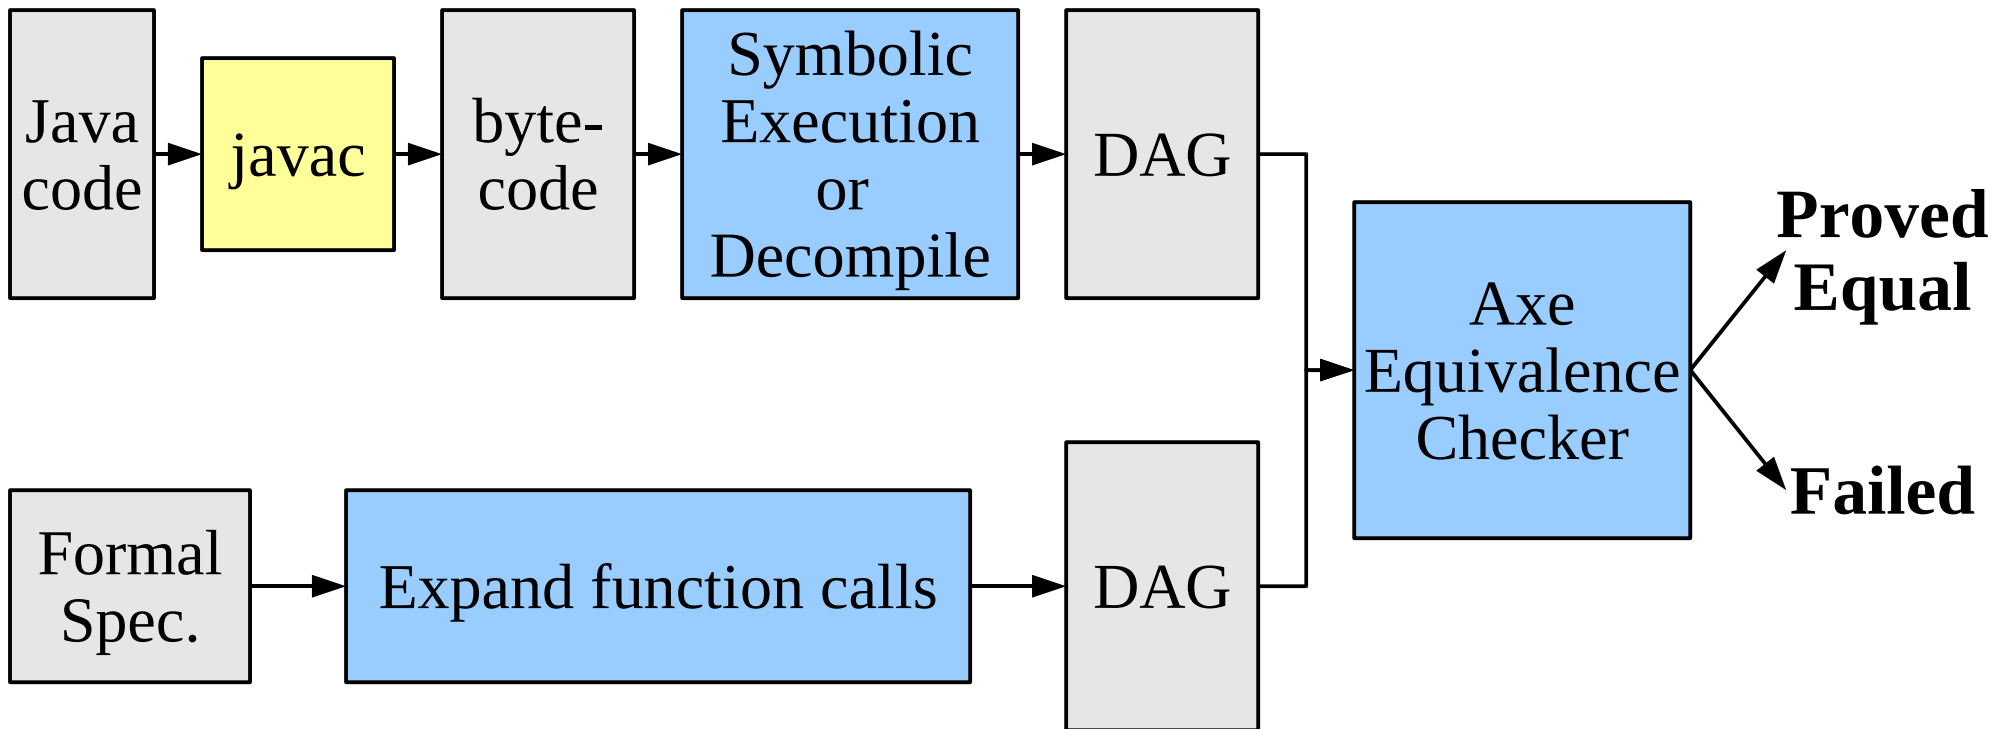 Java
code
javac
byte-
code
Symbolic
Execution
or
Decompile
DAG
Axe
Equivalence
Checker
Proved
Equal
Failed
Formal
Spec.
Expand function calls
DAG